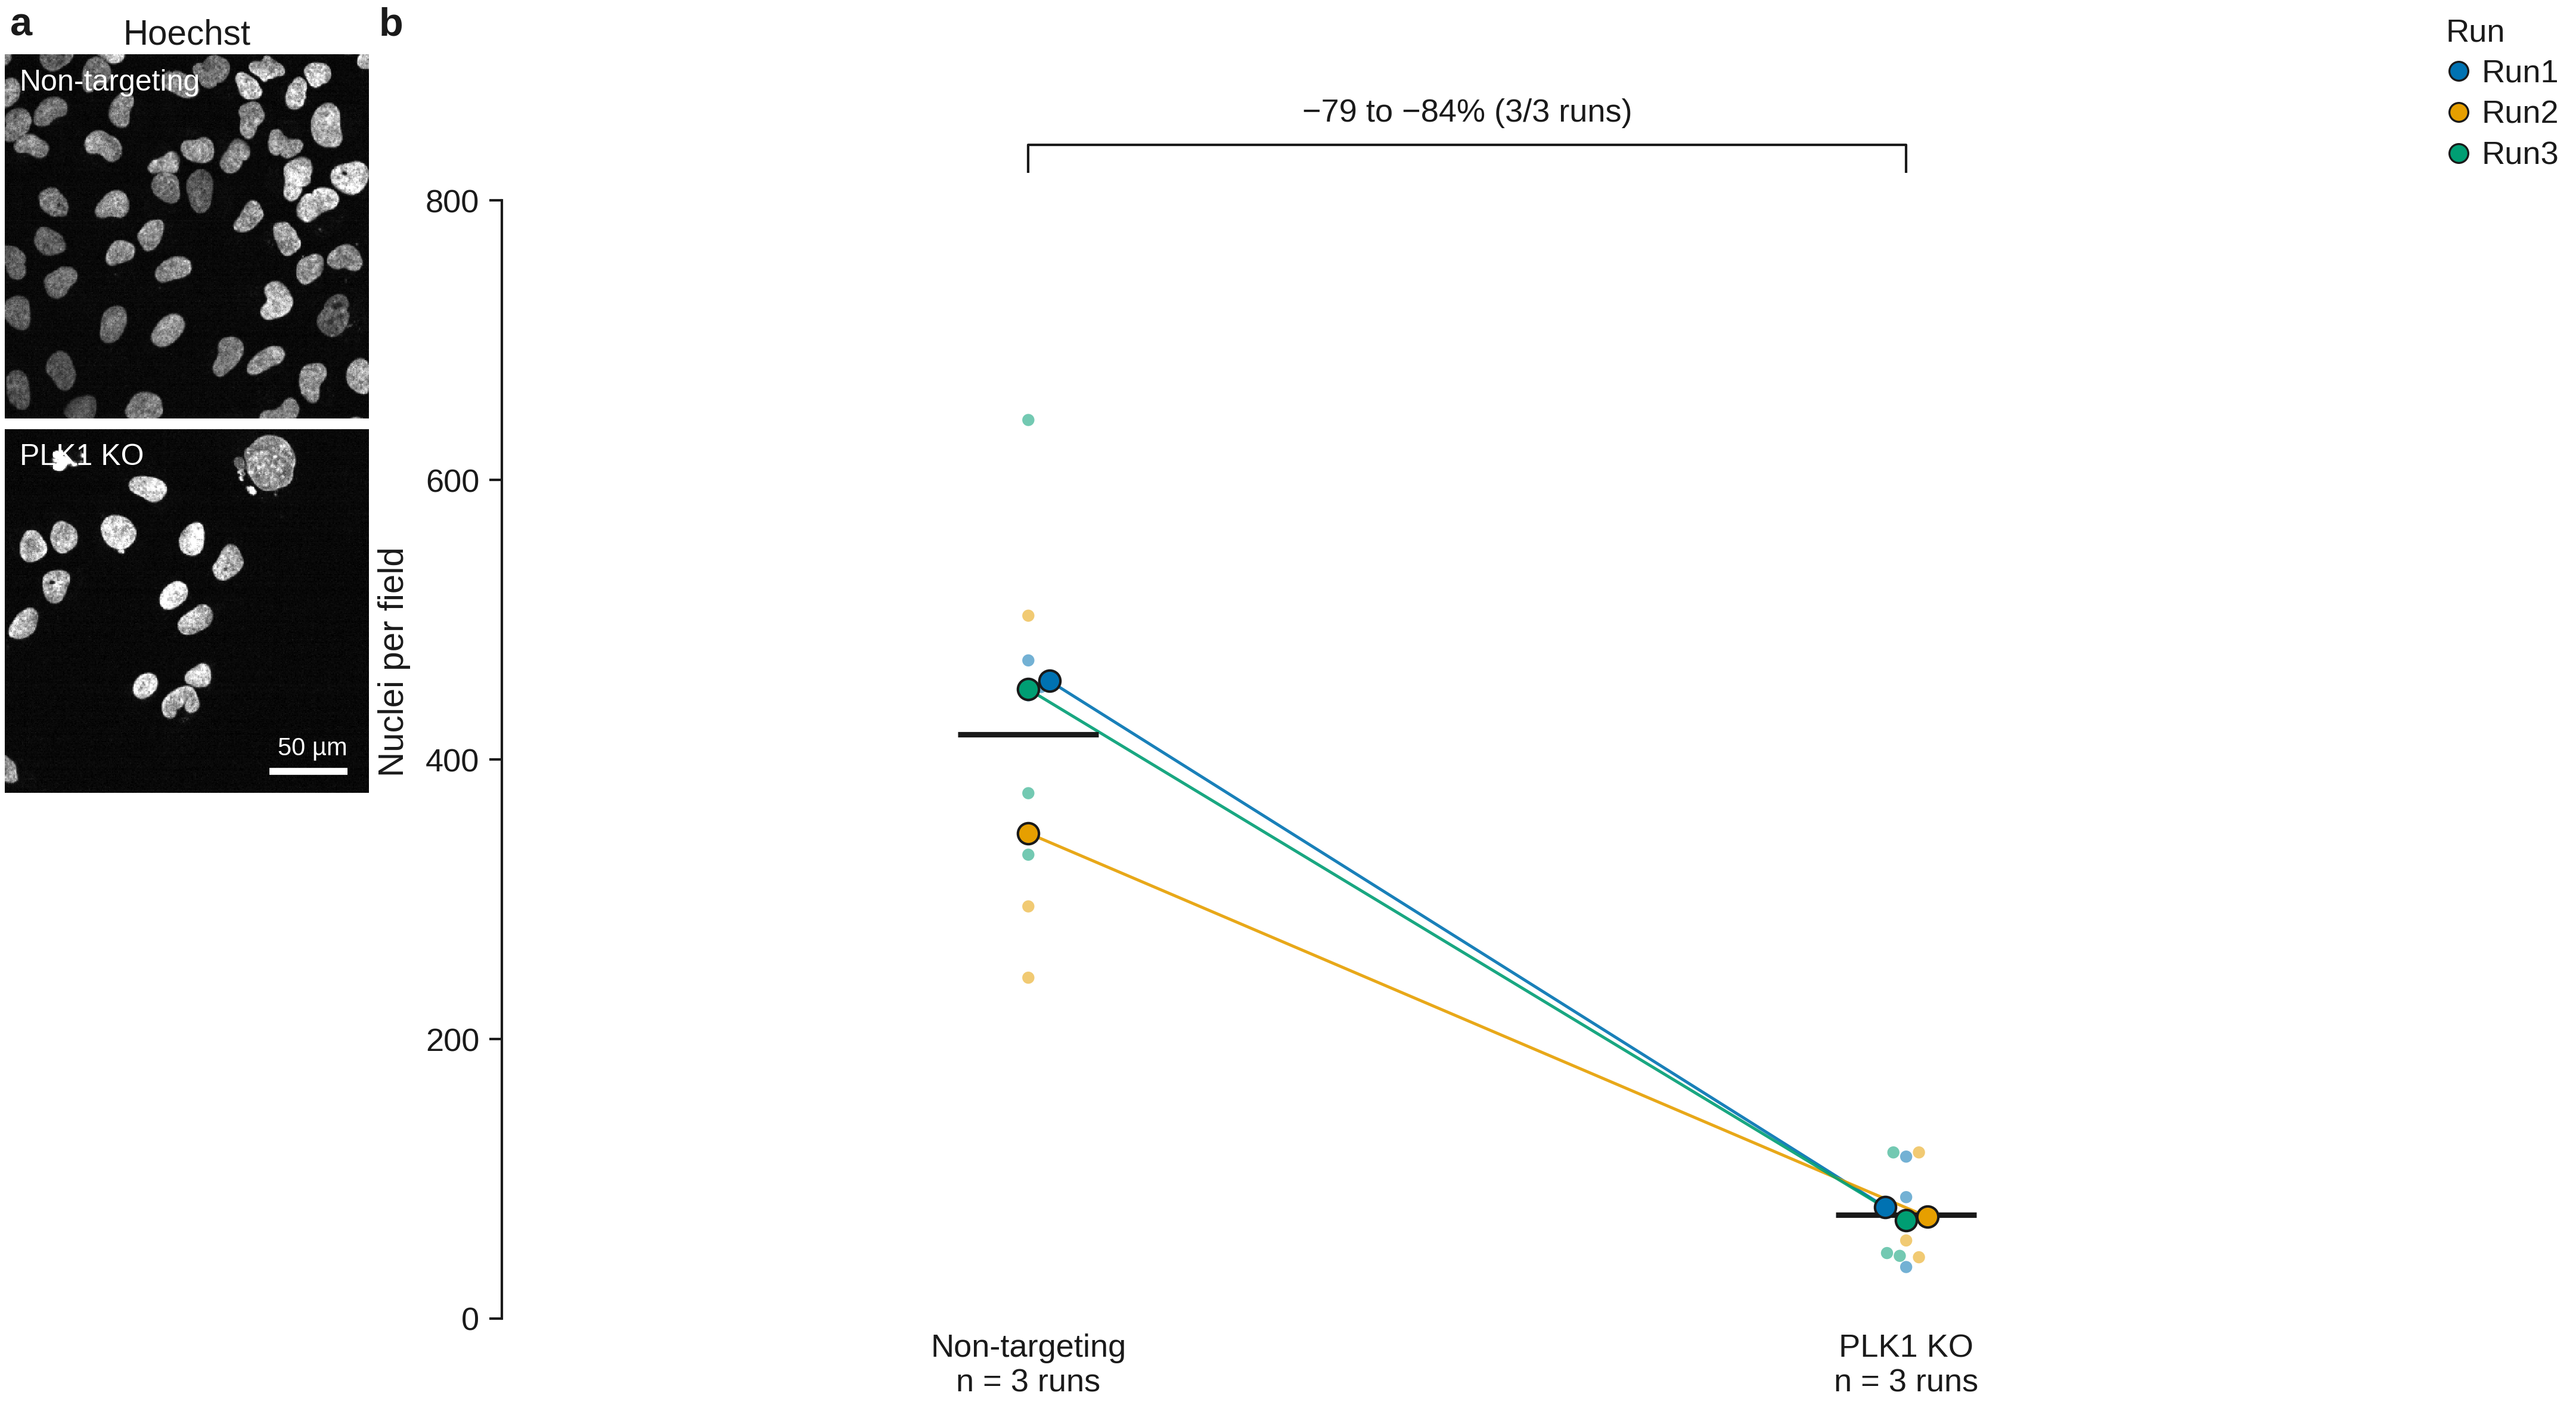 a
Hoechst
Non-targeting
PLK1 KO
50 µm
b
Run
Run1
Run2
Run3
−79 to −84% (3/3 runs)
Nuclei per field
800
600
400
200
0
Non-targeting
n = 3 runs
PLK1 KO
n = 3 runs